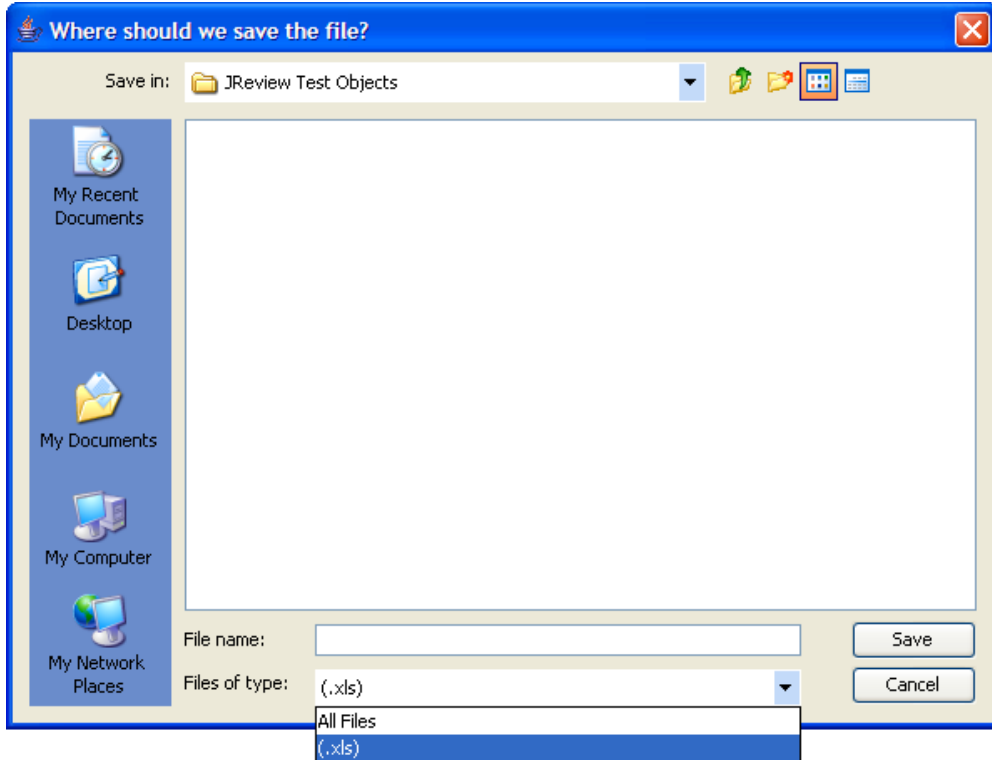 Where should we save the file?
Save in:
JReview Test Objects
My Recent
Documents
Desktop
My Documents
My Computer
My Network
Places
File name:
Save
Files of type:
(.xls)
Cancel
All Files
(.xls)